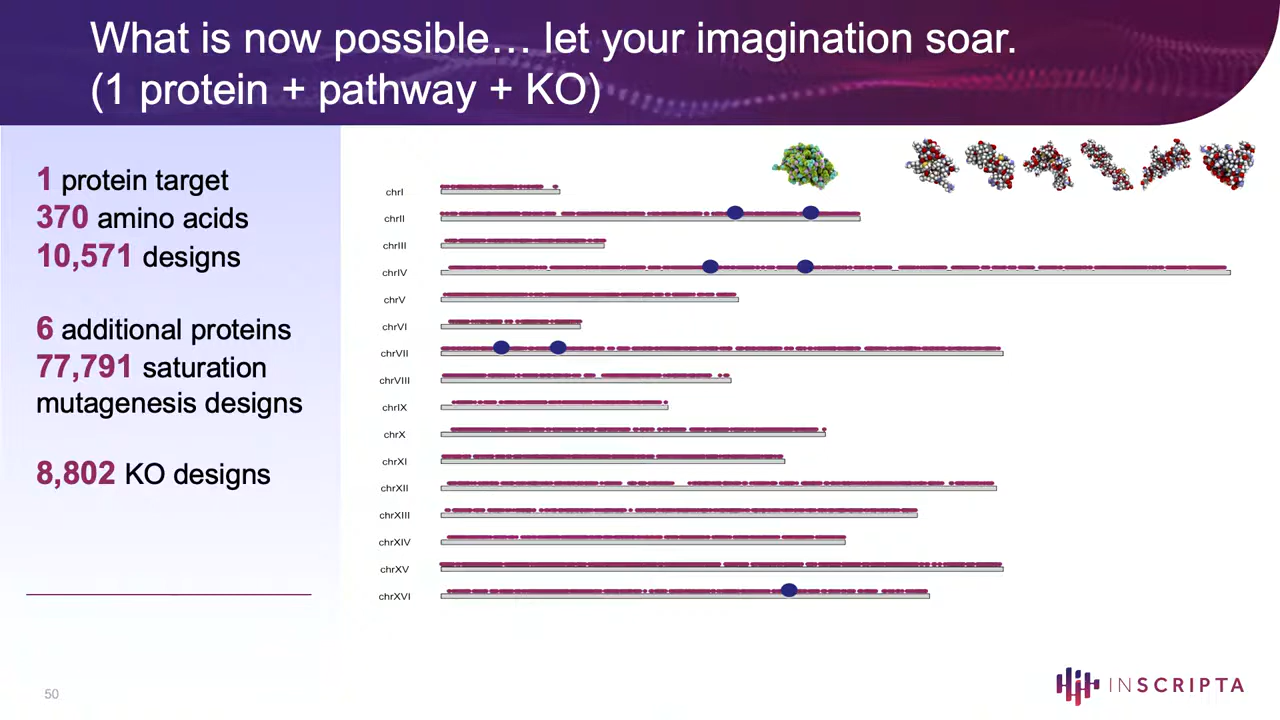 What is now possible... let your imagination soar.
(1 protein + pathway + KO)
1 protein target
370 amino acids
10,571 designs
6 additional proteins
77,791 saturation
mutagenesis designs
8,802 KO designs
chrI
chrII
chrIII
chrIV
chrV
chrVI
chrVII
chrVIII
chrIX
chrX
chrXI
chrXII
chrXIII
chrXIV
chrXV
chrXVI
50
INSCRIPTA